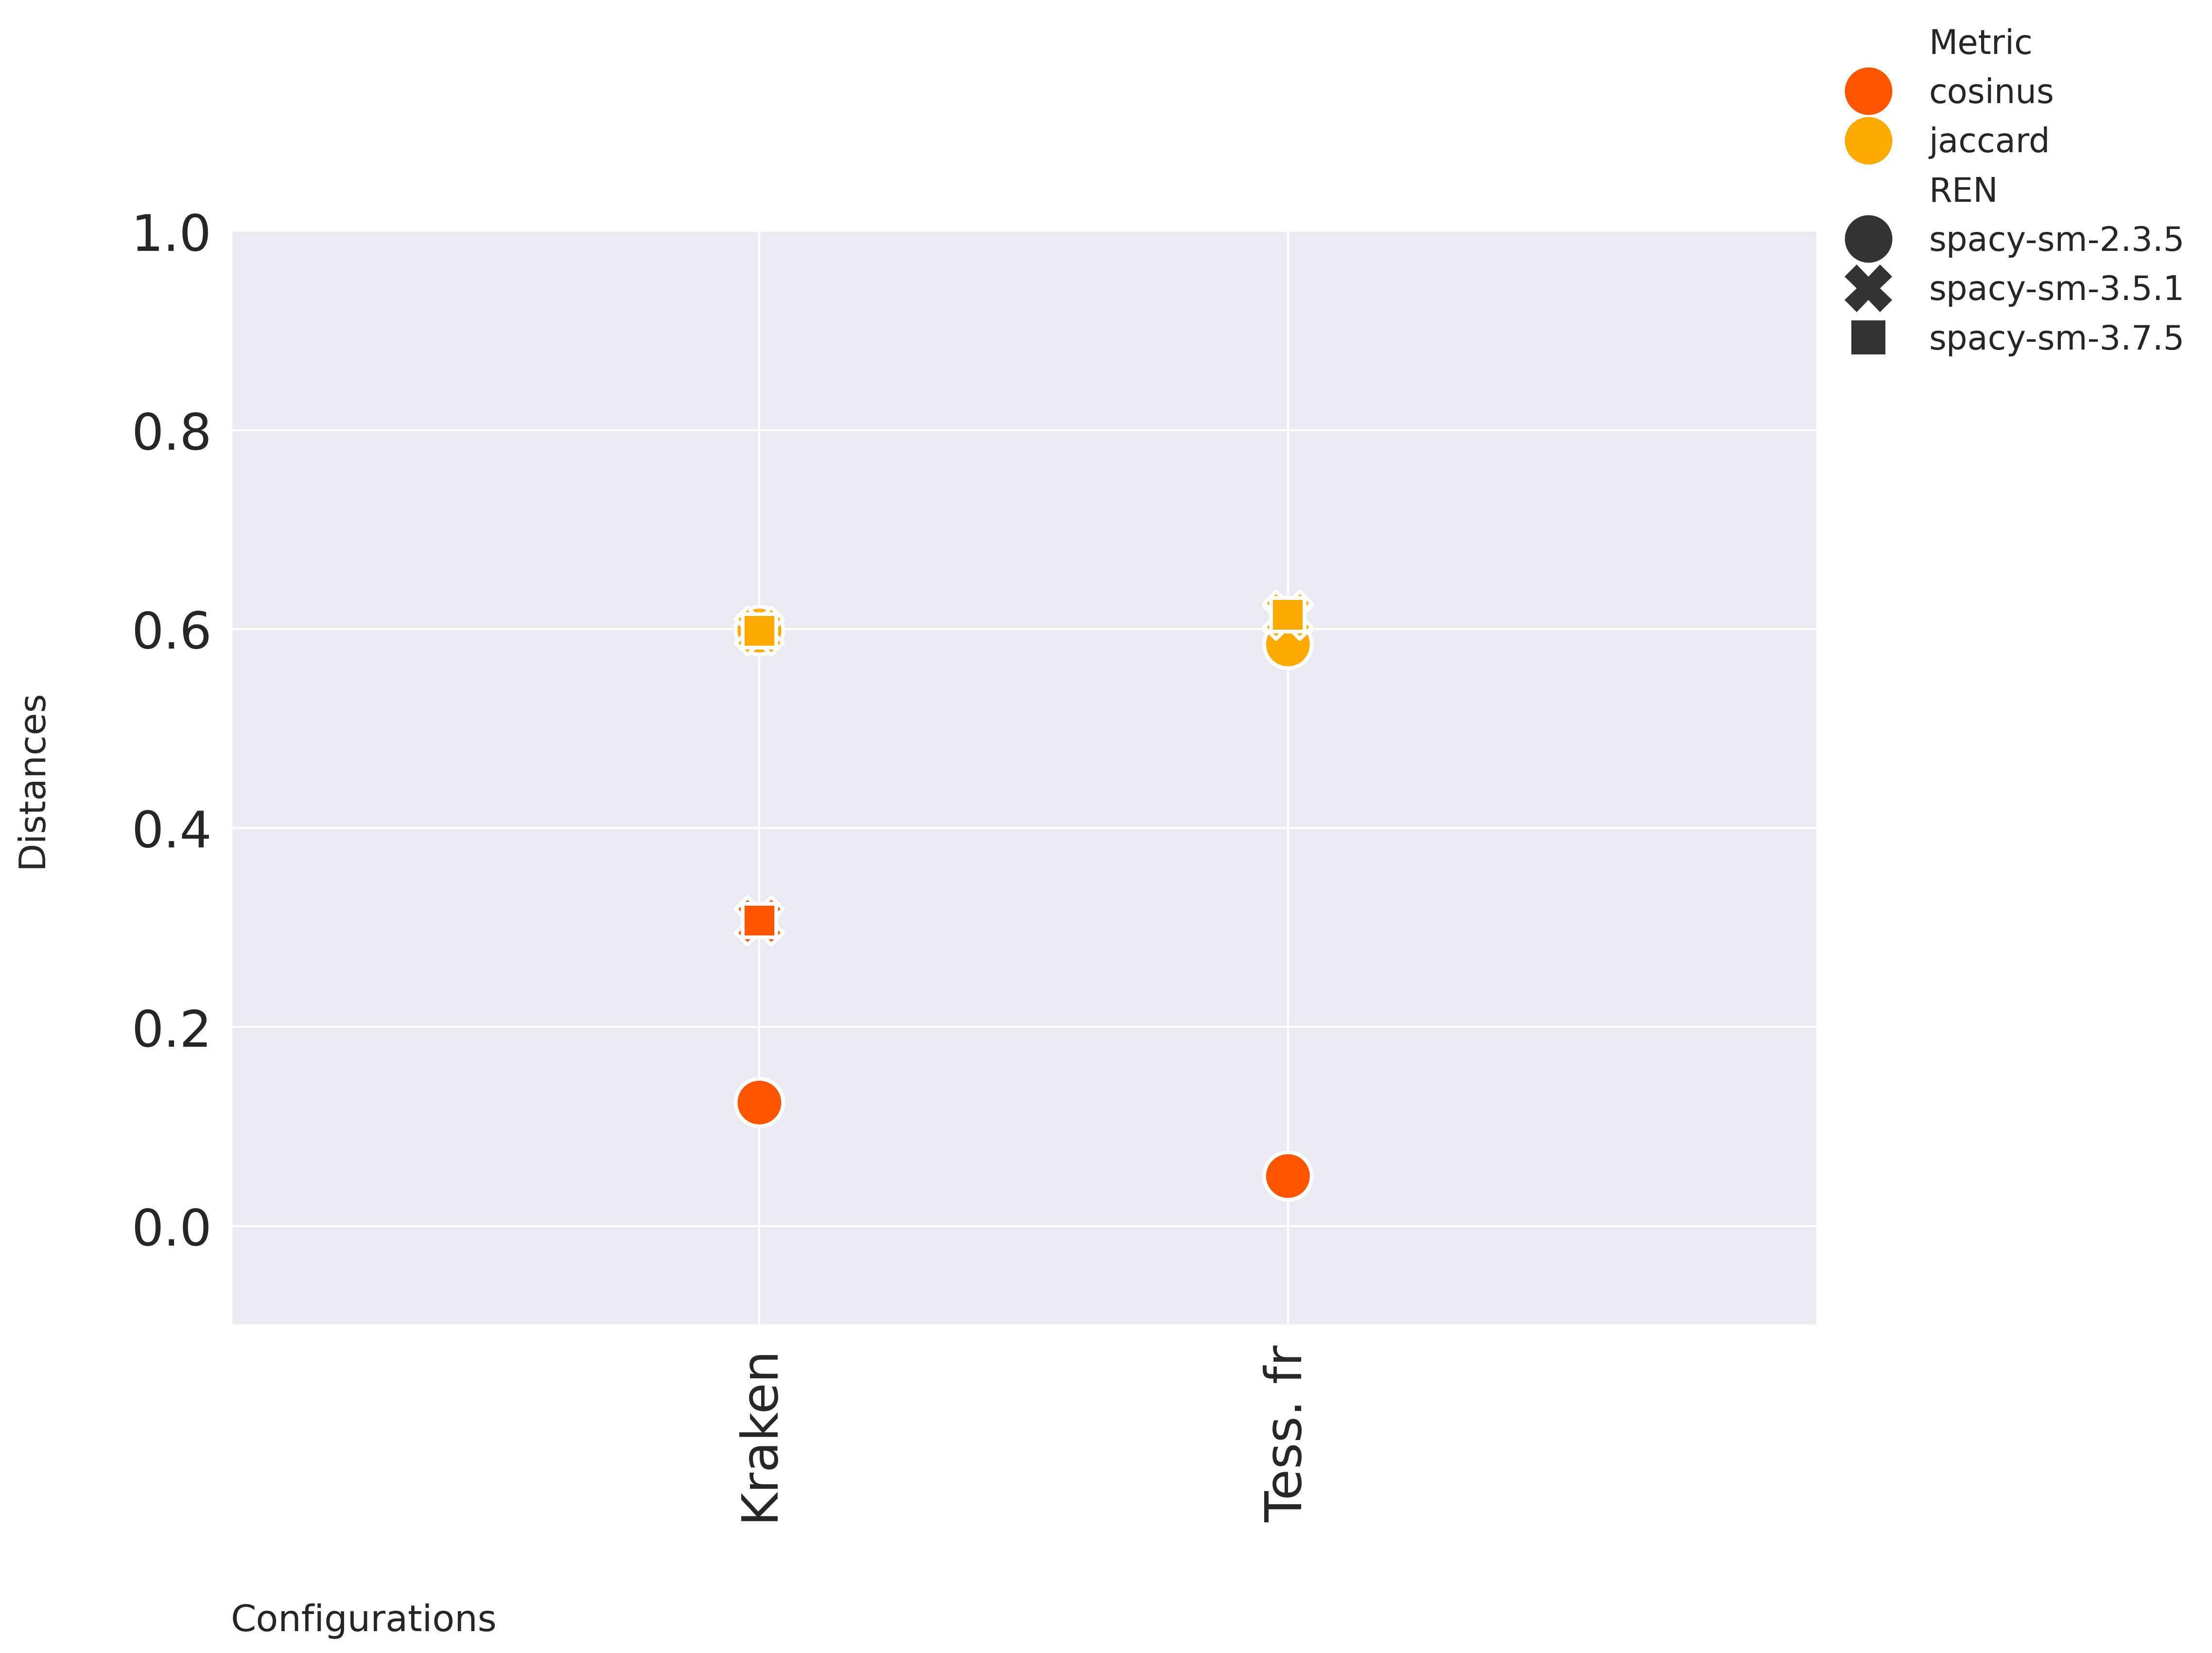 Metric
cosinus
jaccard
REN
spacy-sm-2.3.5
spacy-sm-3.5.1
spacy-sm-3.7.5
1.0
0.8
0.6
0.4
0.2
0.0
Distances
Kraken
Tess. fr
Configurations